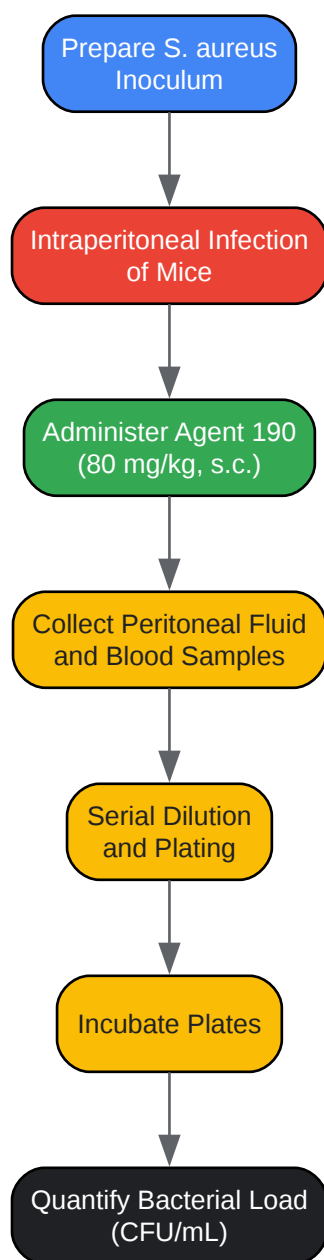 Prepare S. aureus
Inoculum
Intraperitoneal Infection
of Mice
Administer Agent 190
(80 mg/kg, s.c.)
Collect Peritoneal Fluid
and Blood Samples
Serial Dilution
and Plating
Incubate Plates
Quantify Bacterial Load
(CFU/mL)